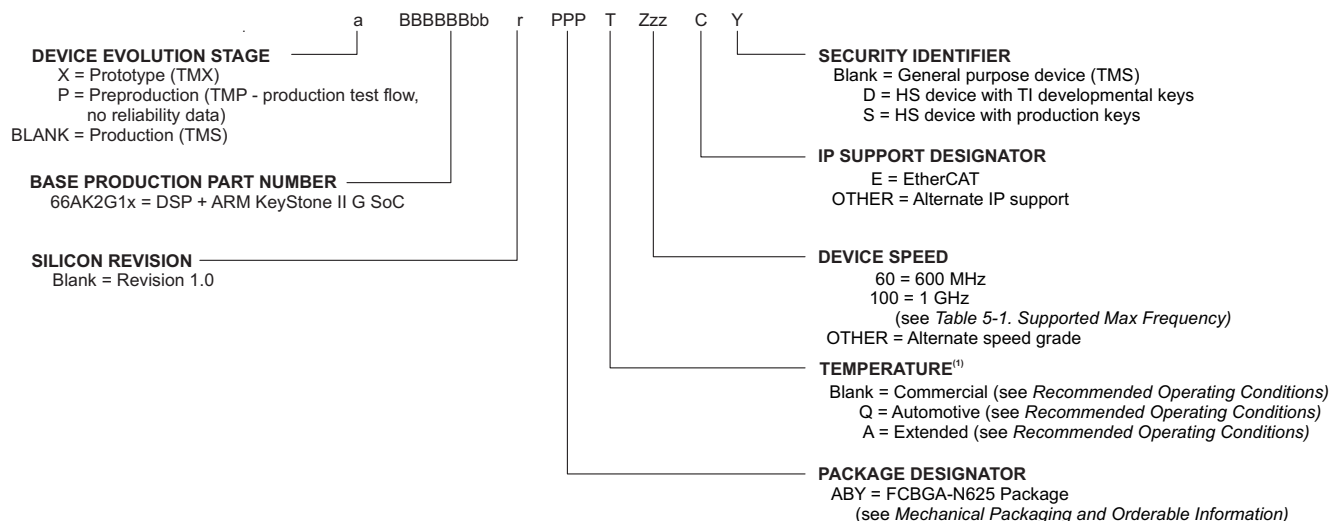 a BBBBBBbb r PPP T Zzz C Y
DEVICE EVOLUTION STAGE
X = Prototype (TMX)
P = Preproduction (TMP - production test flow,
no reliability data)
BLANK = Production (TMS)
BASE PRODUCTION PART NUMBER
66AK2G1x = DSP + ARM KeyStone II G SoC
SILICON REVISION
Blank = Revision 1.0
SECURITY IDENTIFIER
Blank = General purpose device (TMS)
D = HS device with TI developmental keys
S = HS device with production keys
IP SUPPORT DESIGNATOR
E = EtherCAT
OTHER = Alternate IP support
DEVICE SPEED
60 = 600 MHz
100 = 1 GHz
(see Table 5-1. Supported Max Frequency)
OTHER = Alternate speed grade
TEMPERATURE(1)
Blank = Commercial (see Recommended Operating Conditions)
Q = Automotive (see Recommended Operating Conditions)
A = Extended (see Recommended Operating Conditions)
PACKAGE DESIGNATOR
ABY = FCBGA-N625 Package
(see Mechanical Packaging and Orderable Information)